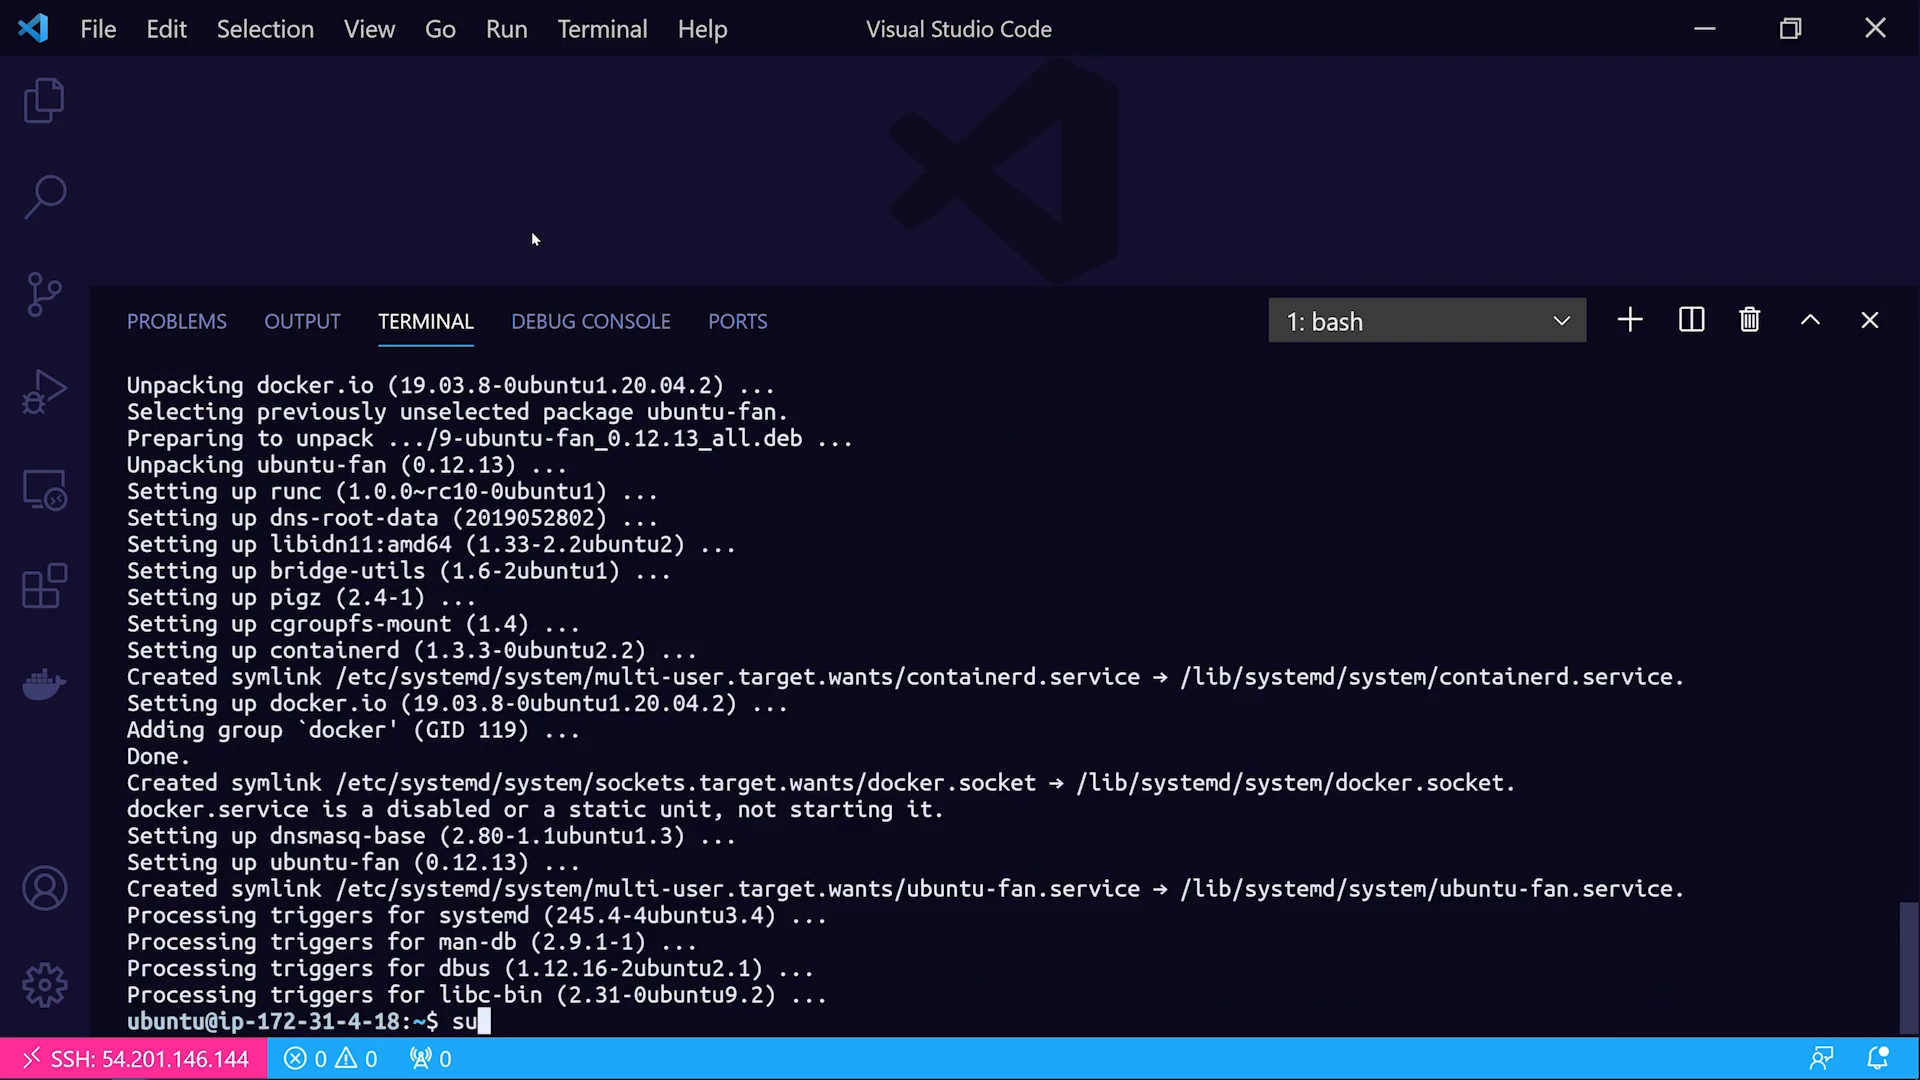 File Edit Selection View Go Run Terminal Help Visual Studio Code
PROBLEMS OUTPUT TERMINAL DEBUG CONSOLE PORTS 1: bash
Unpacking docker.io (19.03.8-0ubuntu1.20.04.2) ...
Selecting previously unselected package ubuntu-fan.
Preparing to unpack .../9-ubuntu-fan_0.12.13_all.deb ...
Unpacking ubuntu-fan (0.12.13) ...
Setting up runc (1.0.0~rc10-0ubuntu1) ...
Setting up dns-root-data (2019052802) ...
Setting up libidn11:amd64 (1.33-2.2ubuntu2) ...
Setting up bridge-utils (1.6-2ubuntu1) ...
Setting up pigz (2.4-1) ...
Setting up cgroupfs-mount (1.4) ...
Setting up containerd (1.3.3-0ubuntu2.2) ...
Created symlink /etc/systemd/system/multi-user.target.wants/containerd.service → /lib/systemd/system/containerd.service.
Setting up docker.io (19.03.8-0ubuntu1.20.04.2) ...
Adding group `docker' (GID 119) ...
Done.
Created symlink /etc/systemd/system/sockets.target.wants/docker.socket → /lib/systemd/system/docker.socket.
docker.service is a disabled or a static unit, not starting it.
Setting up dnsmasq-base (2.80-1.1ubuntu1.3) ...
Setting up ubuntu-fan (0.12.13) ...
Created symlink /etc/systemd/system/multi-user.target.wants/ubuntu-fan.service → /lib/systemd/system/ubuntu-fan.service.
Processing triggers for systemd (245.4-4ubuntu3.4) ...
Processing triggers for man-db (2.9.1-1) ...
Processing triggers for dbus (1.12.16-2ubuntu2.1) ...
Processing triggers for libc-bin (2.31-0ubuntu9.2) ...
ubuntu@ip-172-31-4-18:~$ su
SSH: 54.201.146.144 0 0 0